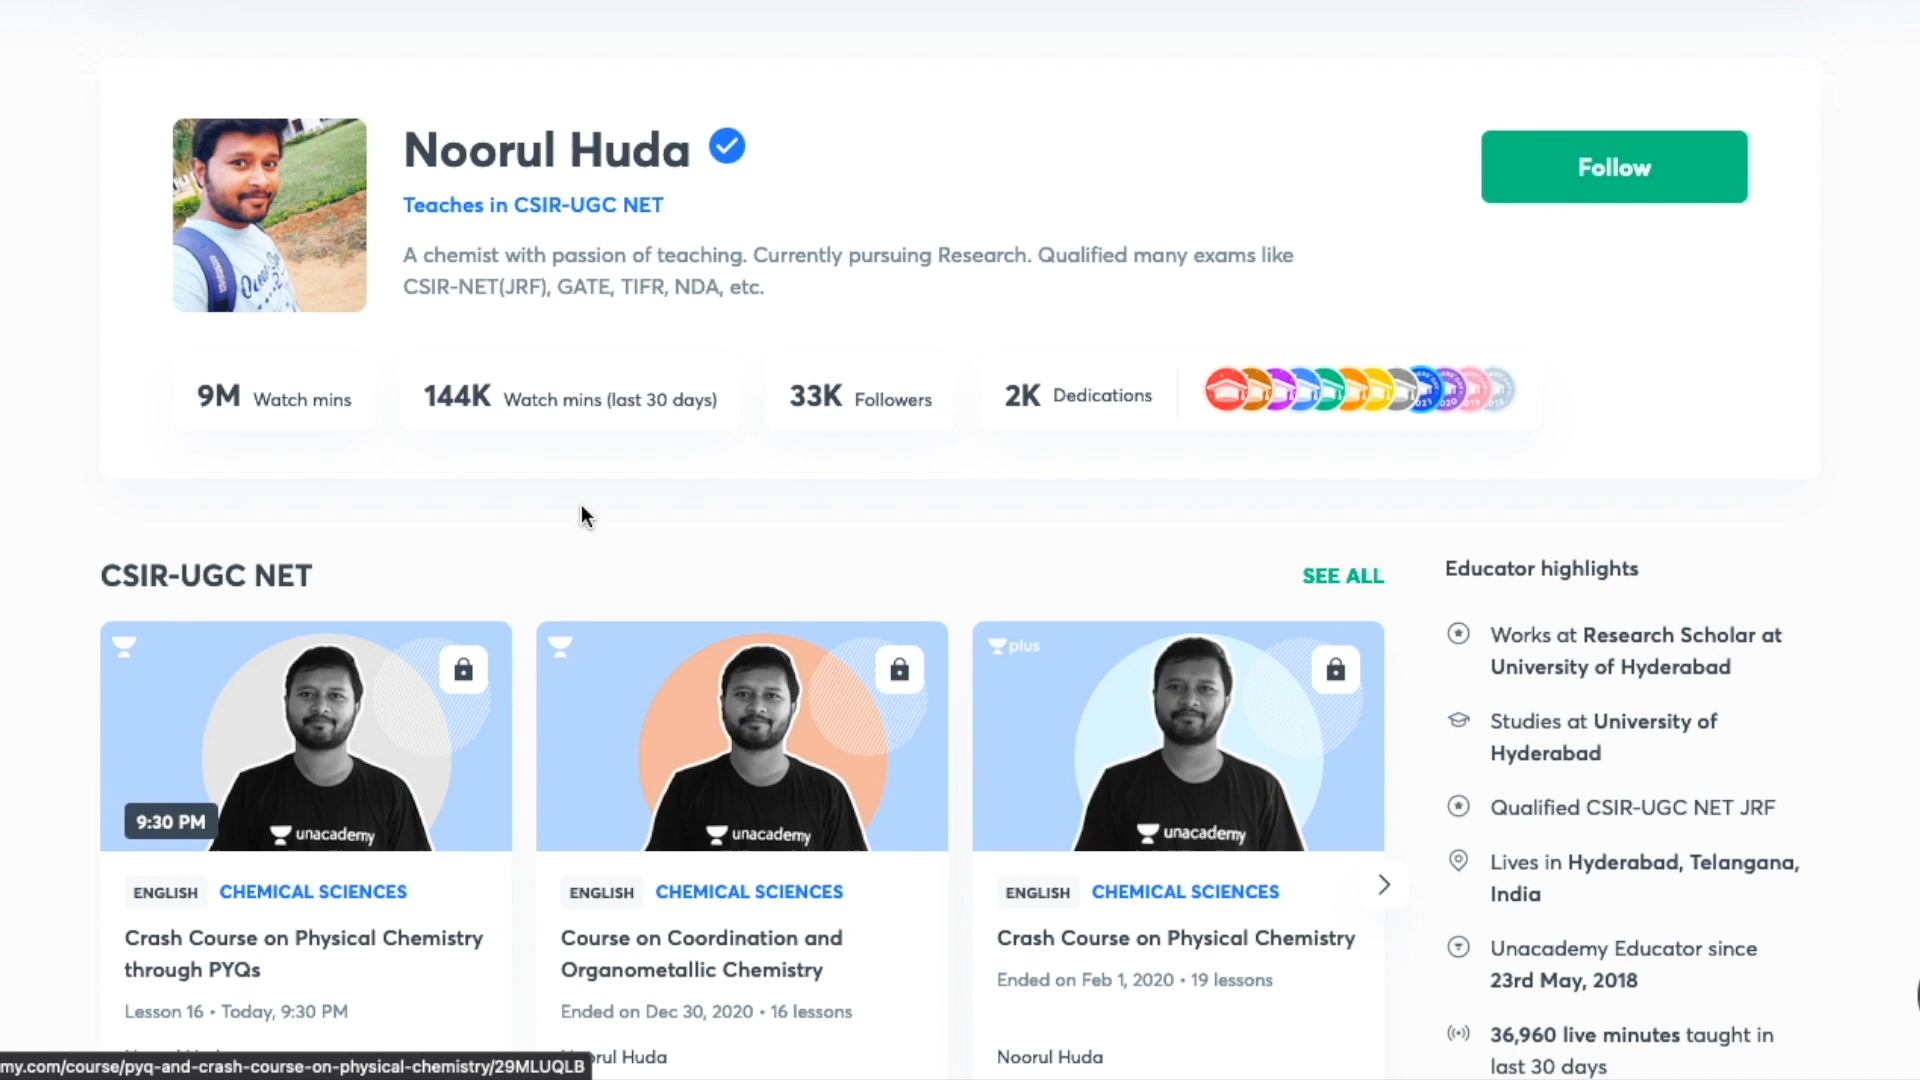 Noorul Huda
Follow
Teaches in CSIR-UGC NET
A chemist with passion of teaching. Currently pursuing Research. Qualified many exams like
CSIR-NET(JRF), GATE, TIFR, NDA, etc.
9M Watch mins
144K Watch mins (last 30 days)
33K Followers
2K Dedications
CSIR-UGC NET
SEE ALL
9:30 PM
unacademy
ENGLISH CHEMICAL SCIENCES
Crash Course on Physical Chemistry
through PYQs
Lesson 16 • Today, 9:30 PM
unacademy
ENGLISH CHEMICAL SCIENCES
Course on Coordination and
Organometallic Chemistry
Ended on Dec 30, 2020 • 16 lessons
plus
unacademy
ENGLISH CHEMICAL SCIENCES
Crash Course on Physical Chemistry
Ended on Feb 1, 2020 • 19 lessons
Noorul Huda
Educator highlights
Works at Research Scholar at
University of Hyderabad
Studies at University of
Hyderabad
Qualified CSIR-UGC NET JRF
Lives in Hyderabad, Telangana,
India
Unacademy Educator since
23rd May, 2018
36,960 live minutes taught in
last 30 days
my.com/course/pyq-and-crash-course-on-physical-chemistry/29MLUQLB